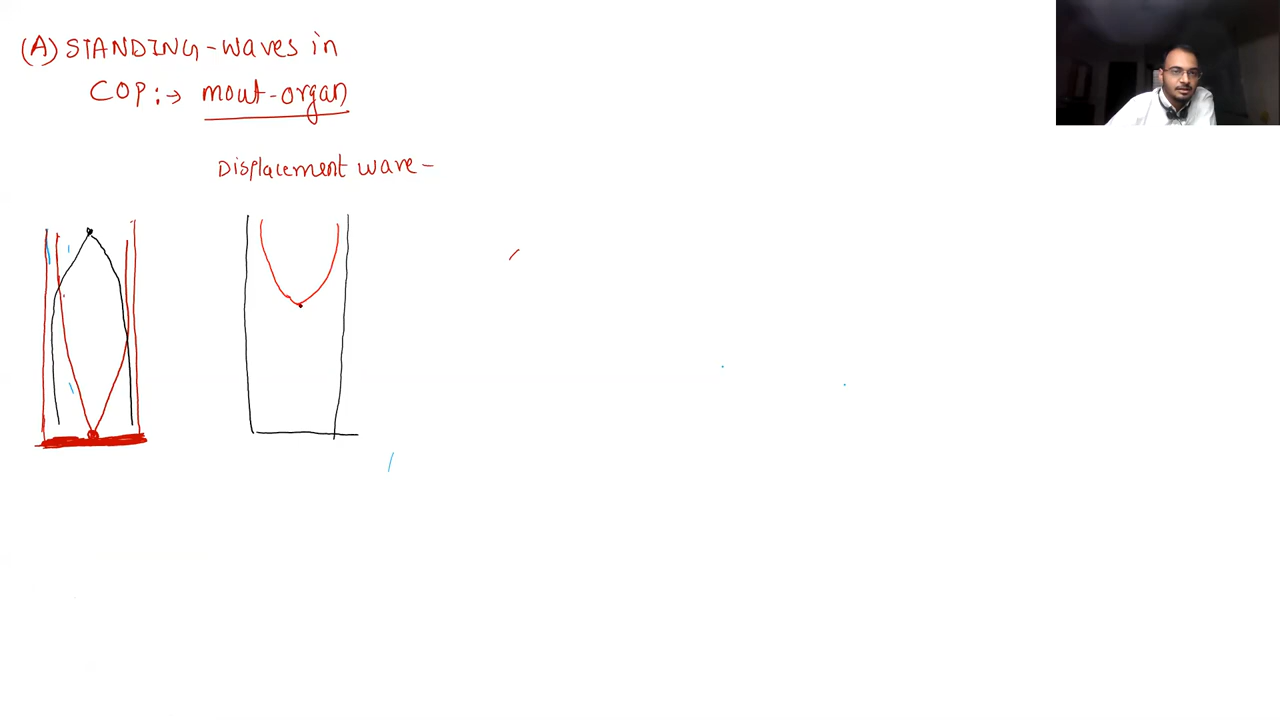 (A) STANDING-waves in
COP:→ mout-organ
Displacement wave-